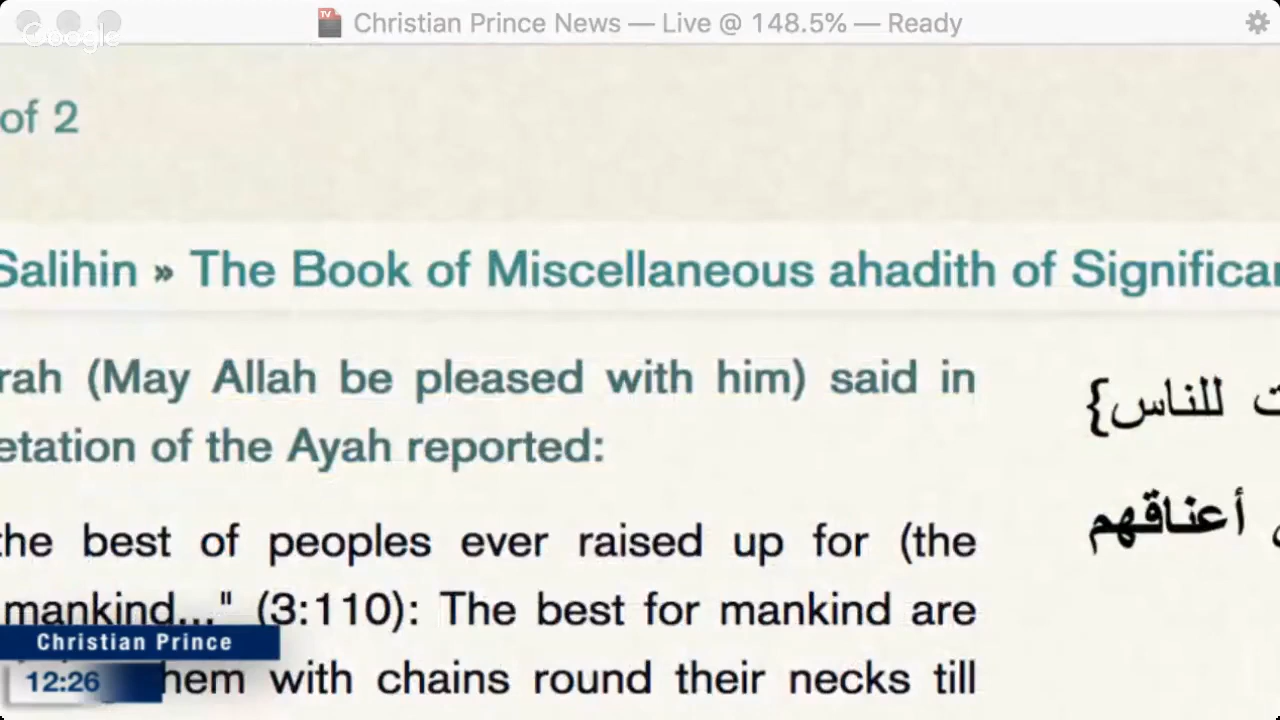 Christian Prince News — Live @ 148.5% — Ready
Google
of 2
Salihin » The Book of Miscellaneous ahadith of Significan
rah (May Allah be pleased with him) said in
etation of the Ayah reported:
ت للناس}
the best of peoples ever raised up for (the
أعناقهم
mankind..." (3:110): The best for mankind are
Christian Prince
12:26
hem with chains round their necks till